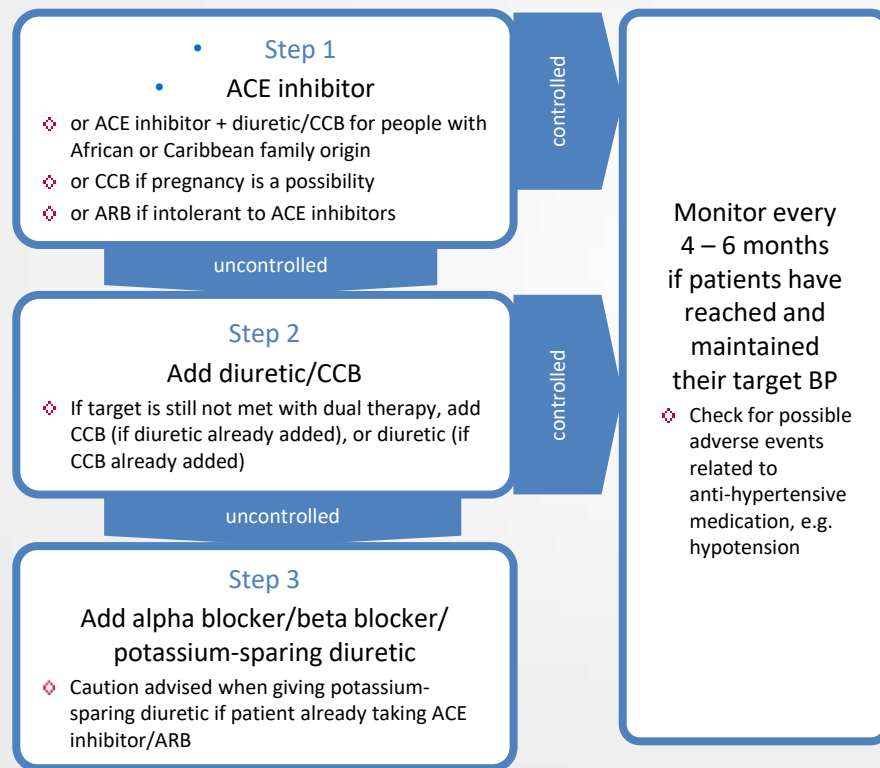 Step 1
ACE inhibitor
or ACE inhibitor + diuretic/CCB for people with
African or Caribbean family origin
or CCB if pregnancy is a possibility
or ARB if intolerant to ACE inhibitors
controlled
uncontrolled
Step 2
Add diuretic/CCB
If target is still not met with dual therapy, add
CCB (if diuretic already added), or diuretic (if
CCB already added)
controlled
uncontrolled
Step 3
Add alpha blocker/beta blocker/
potassium-sparing diuretic
Caution advised when giving potassium-
sparing diuretic if patient already taking ACE
inhibitor/ARB
Monitor every
4 – 6 months
if patients have
reached and
maintained
their target BP
Check for possible
adverse events
related to
anti-hypertensive
medication, e.g.
hypotension